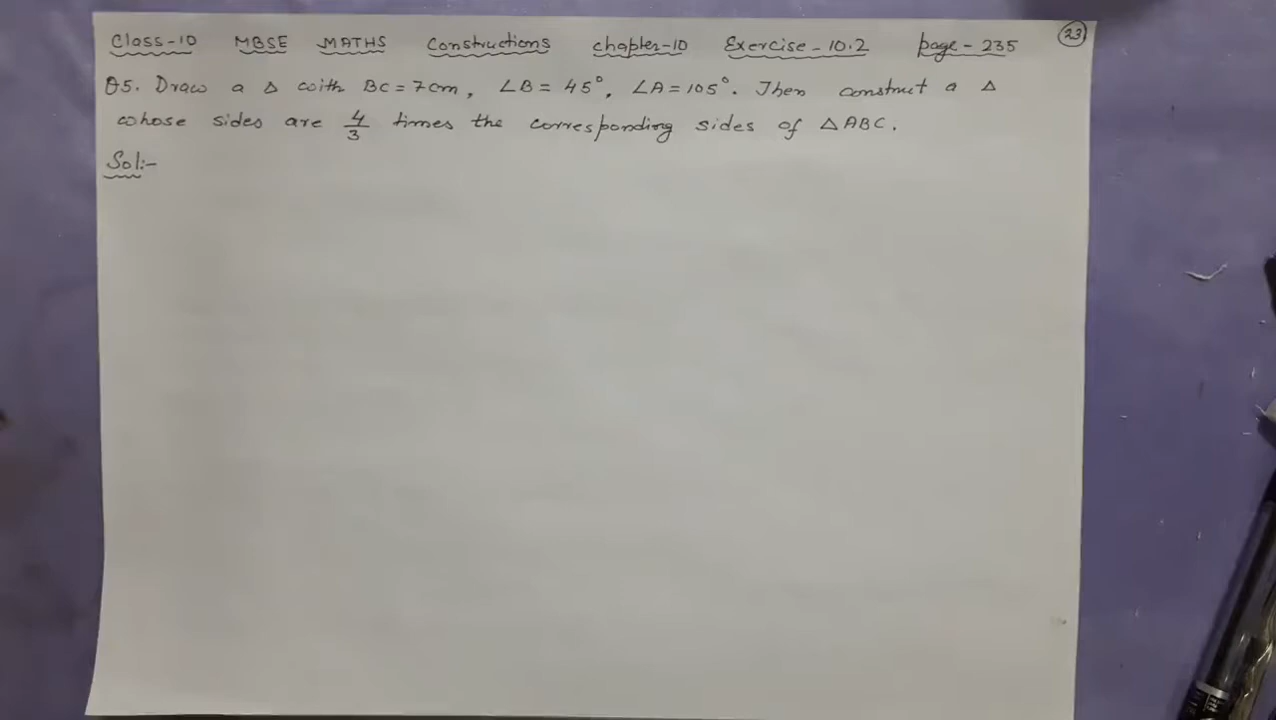 Class-10 MBSE MATHS Constructions chapter-10 Exercise-10.2 page-235 23
Q5. Draw a Δ with BC = 7cm, ∠B = 45°, ∠A = 105°. Then construct a Δ
whose sides are 4/3 times the corresponding sides of ΔABC.
Sol:-